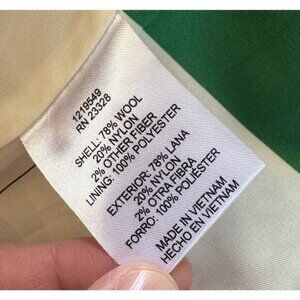 1219549
RN 23328
SHELL: 78% WOOL
20% NYLON
2% OTHER FIBER
LINING: 100% POLYESTER
EXTERIOR: 78% LANA
20% NYLON
2% OTRA FIBRA
FORRO: 100% POLYESTER
MADE IN VIETNAM
HECHO EN VIETNAM